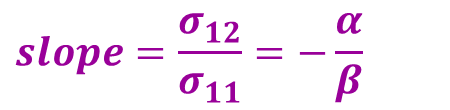 slope = σ₁₂ / σ₁₁ = − α / β